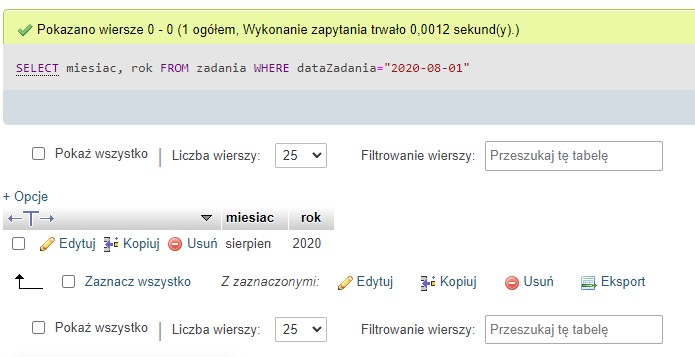 Pokazano wiersze 0 - 0 (1 ogółem, Wykonanie zapytania trwało 0,0012 sekund(y).)
SELECT miesiac, rok FROM zadania WHERE dataZadania="2020-08-01"
Pokaż wszystko | Liczba wierszy: 25 Filtrowanie wierszy: Przeszukaj tę tabelę
+ Opcje
←T→ miesiac rok
Edytuj Kopiuj Usuń sierpien 2020
Zaznacz wszystko Z zaznaczonymi: Edytuj Kopiuj Usuń Eksport
Pokaż wszystko | Liczba wierszy: 25 Filtrowanie wierszy: Przeszukaj tę tabelę